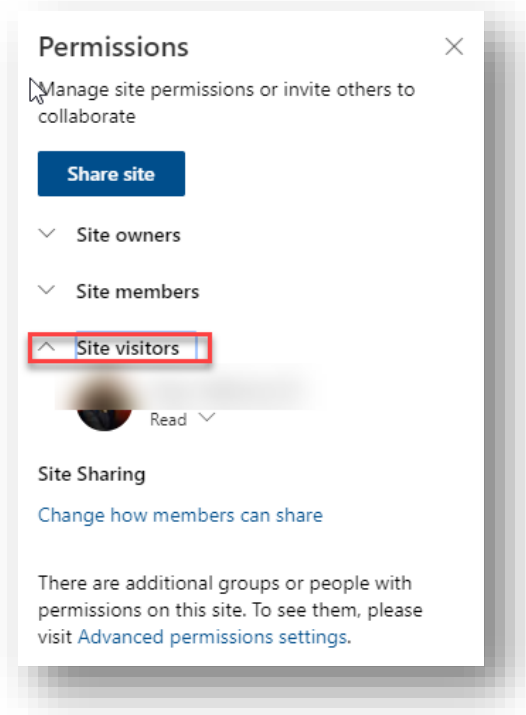 Permissions
Manage site permissions or invite others to
collaborate
Share site
Site owners
Site members
Site visitors
Read
Site Sharing
Change how members can share
There are additional groups or people with
permissions on this site. To see them, please
visit Advanced permissions settings.